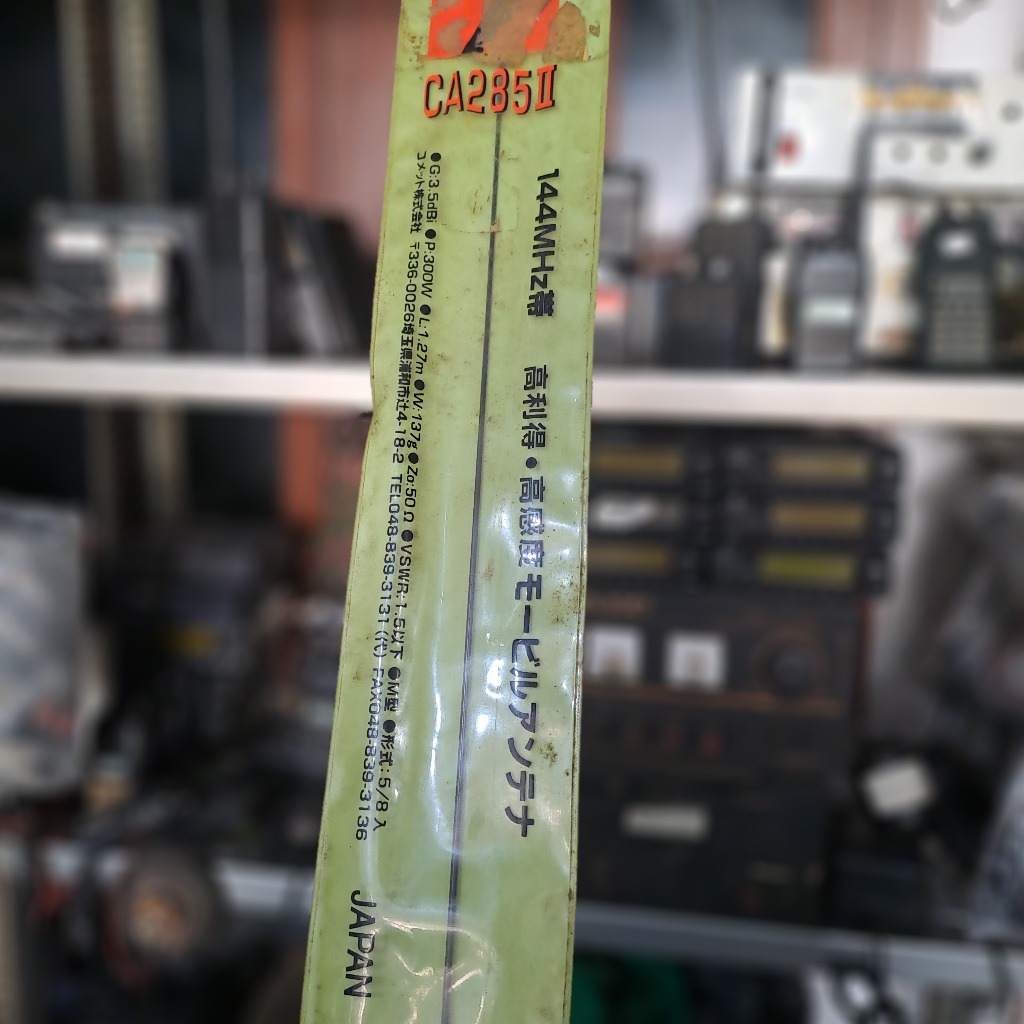 CA285Ⅱ
144MHz帯　高利得・高感度モービルアンテナ
●G:3.5dBi ●P:300W ●L:1.27m ●W:137g ●Zo:50Ω ●VSWR:1.5以下 ●M型 ●形式:5/8λ
コメット株式会社 〒336-0026埼玉県浦和市辻4-18-2 TEL048-839-3131(代) FAX048-839-3136
JAPAN